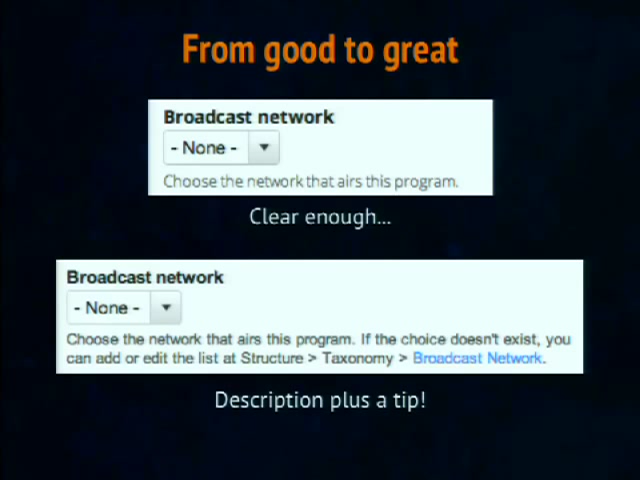 From good to great
Broadcast network
- None -
Choose the network that airs this program.
Clear enough...
Broadcast network
- None -
Choose the network that airs this program. If the choice doesn't exist, you
can add or edit the list at Structure > Taxonomy > Broadcast Network.
Description plus a tip!